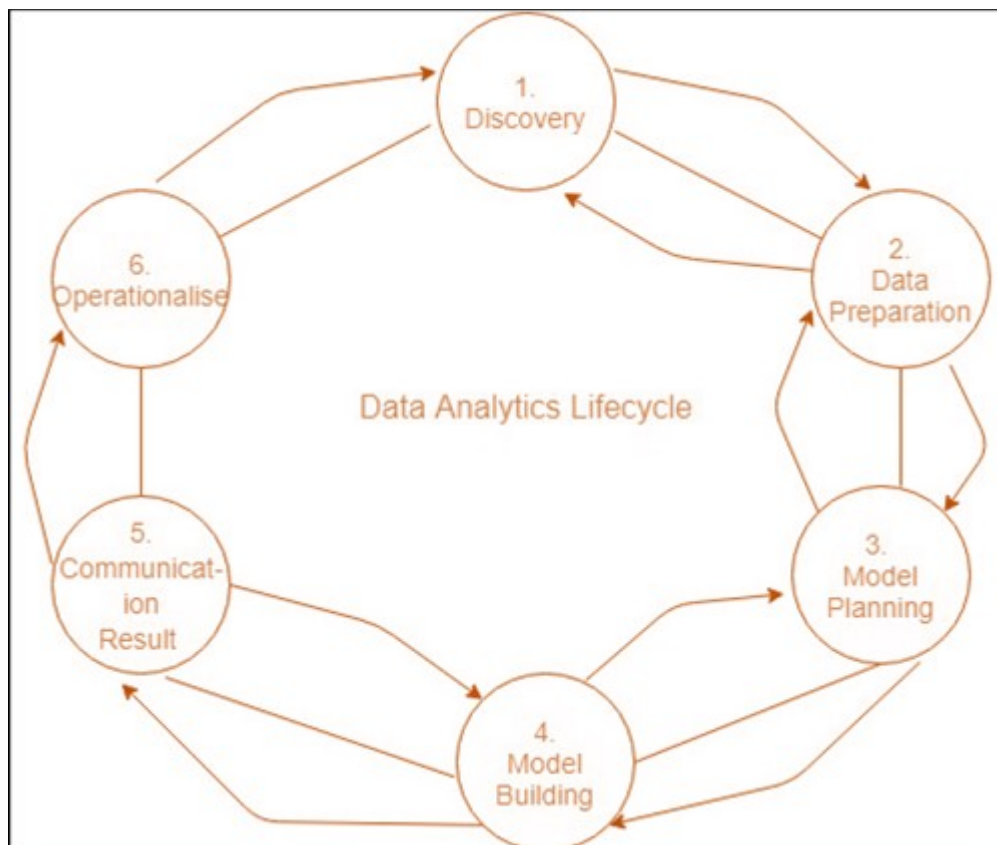 1.
Discovery
2.
Data
Preparation
3.
Model
Planning
4.
Model
Building
5.
Communicat-
ion
Result
6.
Operationalise
Data Analytics Lifecycle